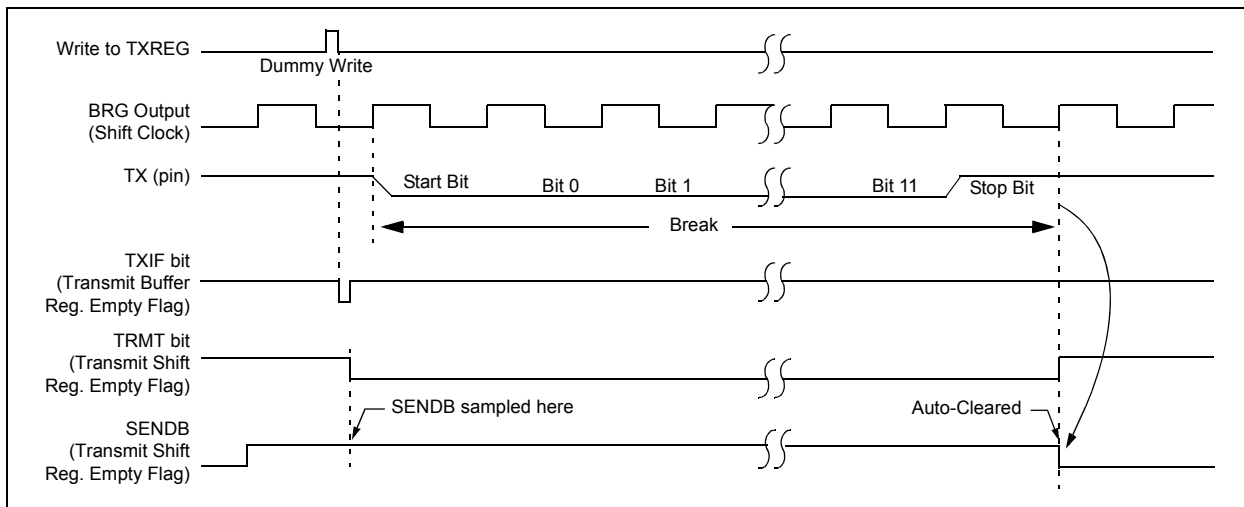 Write to TXREG
Dummy Write
BRG Output
(Shift Clock)
TX (pin)
Start Bit
Bit 0
Bit 1
Bit 11
Stop Bit
Break
TXIF bit
(Transmit Buffer
Reg. Empty Flag)
TRMT bit
(Transmit Shift
Reg. Empty Flag)
SENDB sampled here
Auto-Cleared
SENDB
(Transmit Shift
Reg. Empty Flag)